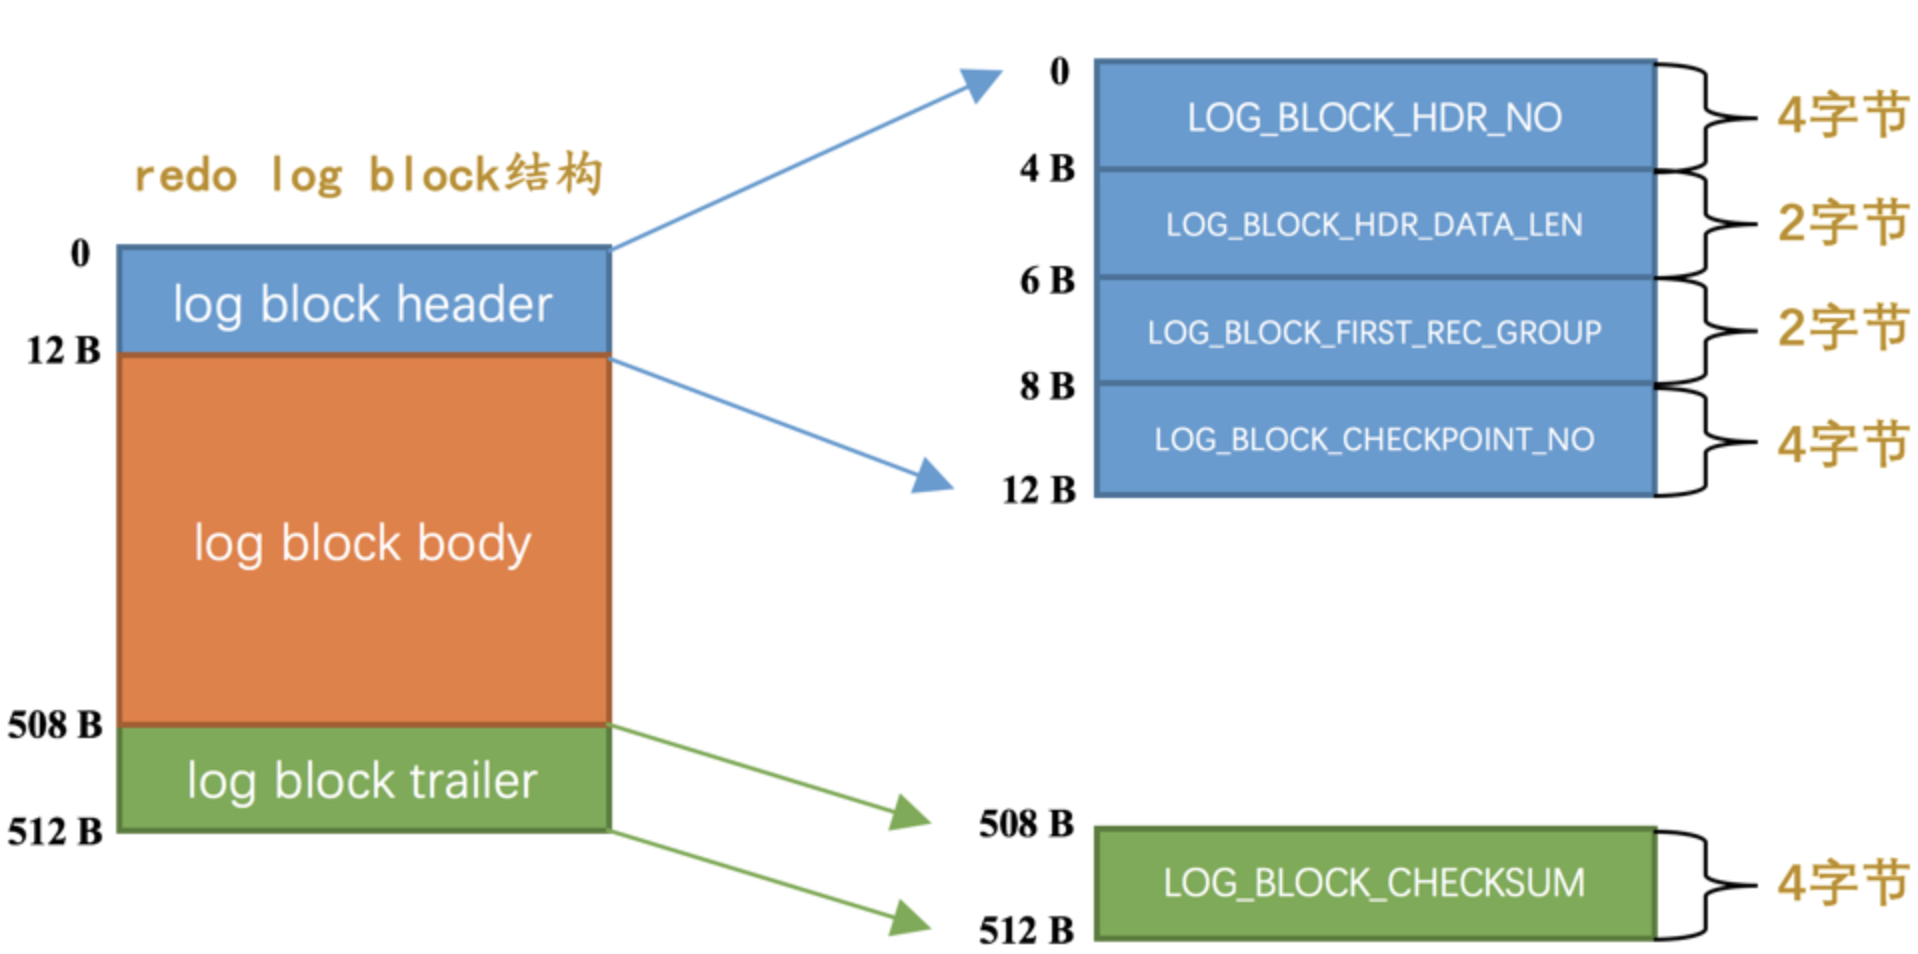 redo log block结构
0
log block header
12 B
log block body
508 B
log block trailer
512 B
0
LOG_BLOCK_HDR_NO
4字节
4 B
LOG_BLOCK_HDR_DATA_LEN
2字节
6 B
LOG_BLOCK_FIRST_REC_GROUP
2字节
8 B
LOG_BLOCK_CHECKPOINT_NO
4字节
12 B
508 B
LOG_BLOCK_CHECKSUM
4字节
512 B